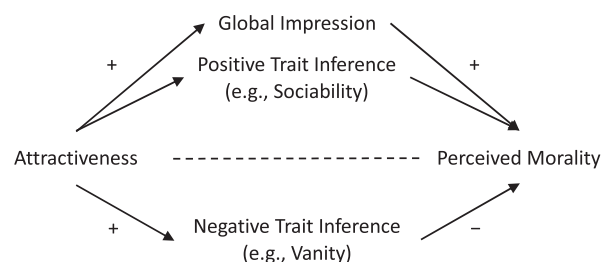 Global Impression
+
Positive Trait Inference
+
(e.g., Sociability)
Attractiveness
Perceived Morality
Negative Trait Inference
+
–
(e.g., Vanity)